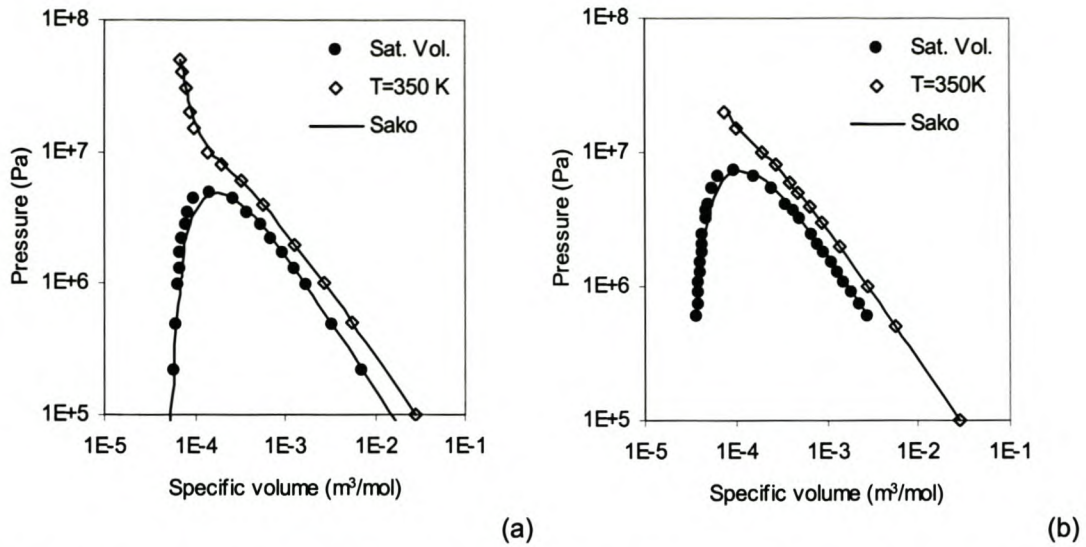 1E+8
1E+7
1E+6
1E+5
Pressure (Pa)
Sat. Vol.
T=350 K
Sako
1E-5 1E-4 1E-3 1E-2 1E-1
Specific volume (m³/mol)
(a)
1E+8
1E+7
1E+6
1E+5
Pressure (Pa)
Sat. Vol.
T=350K
Sako
1E-5 1E-4 1E-3 1E-2 1E-1
Specific volume (m³/mol)
(b)